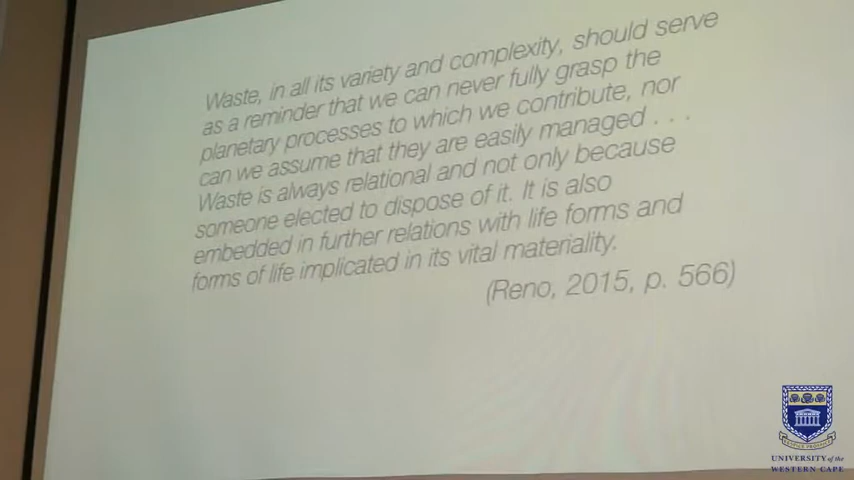 Waste, in all its variety and complexity, should serve
as a reminder that we can never fully grasp the
planetary processes to which we contribute, nor
can we assume that they are easily managed . . .
Waste is always relational and not only because
someone elected to dispose of it. It is also
embedded in further relations with life forms and
forms of life implicated in its vital materiality.
(Reno, 2015, p. 566)
UNIVERSITY of the
WESTERN CAPE